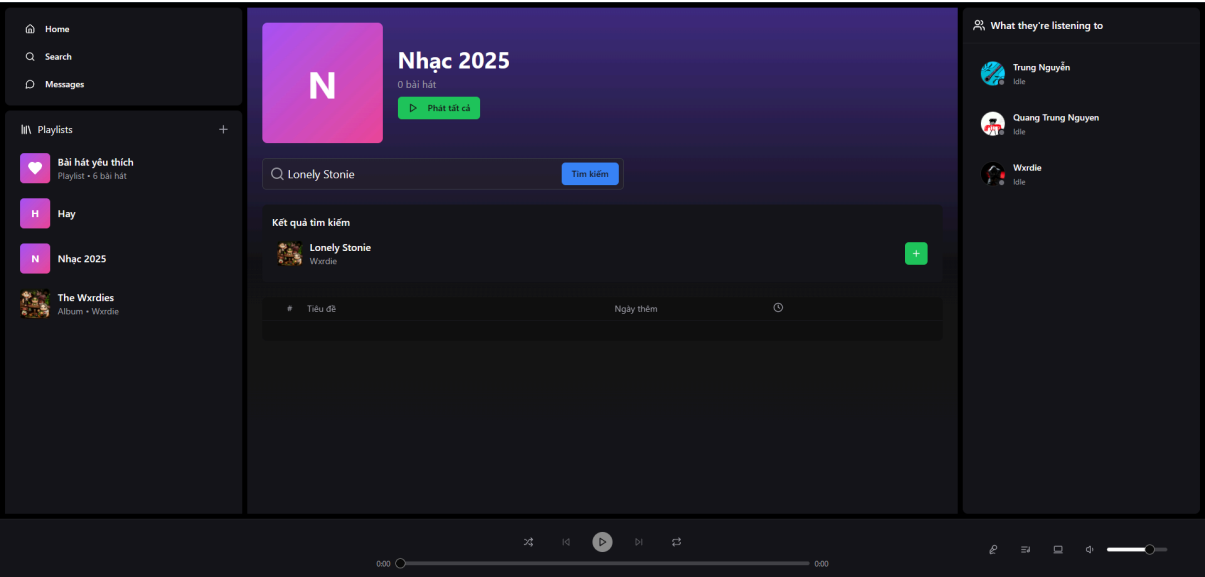 Home
Search
Messages
Playlists
Bài hát yêu thích
Playlist • 6 bài hát
H
Hay
N
Nhạc 2025
The Wxrdies
Album • Wxrdie
N
Nhạc 2025
0 bài hát
Phát tất cả
Lonely Stonie
Tìm kiếm
Kết quả tìm kiếm
Lonely Stonie
Wxrdie
# Tiêu đề Ngày thêm
What they're listening to
Trung Nguyễn
Idle
Quang Trung Nguyen
Idle
Wxrdie
Idle
0:00 0:00